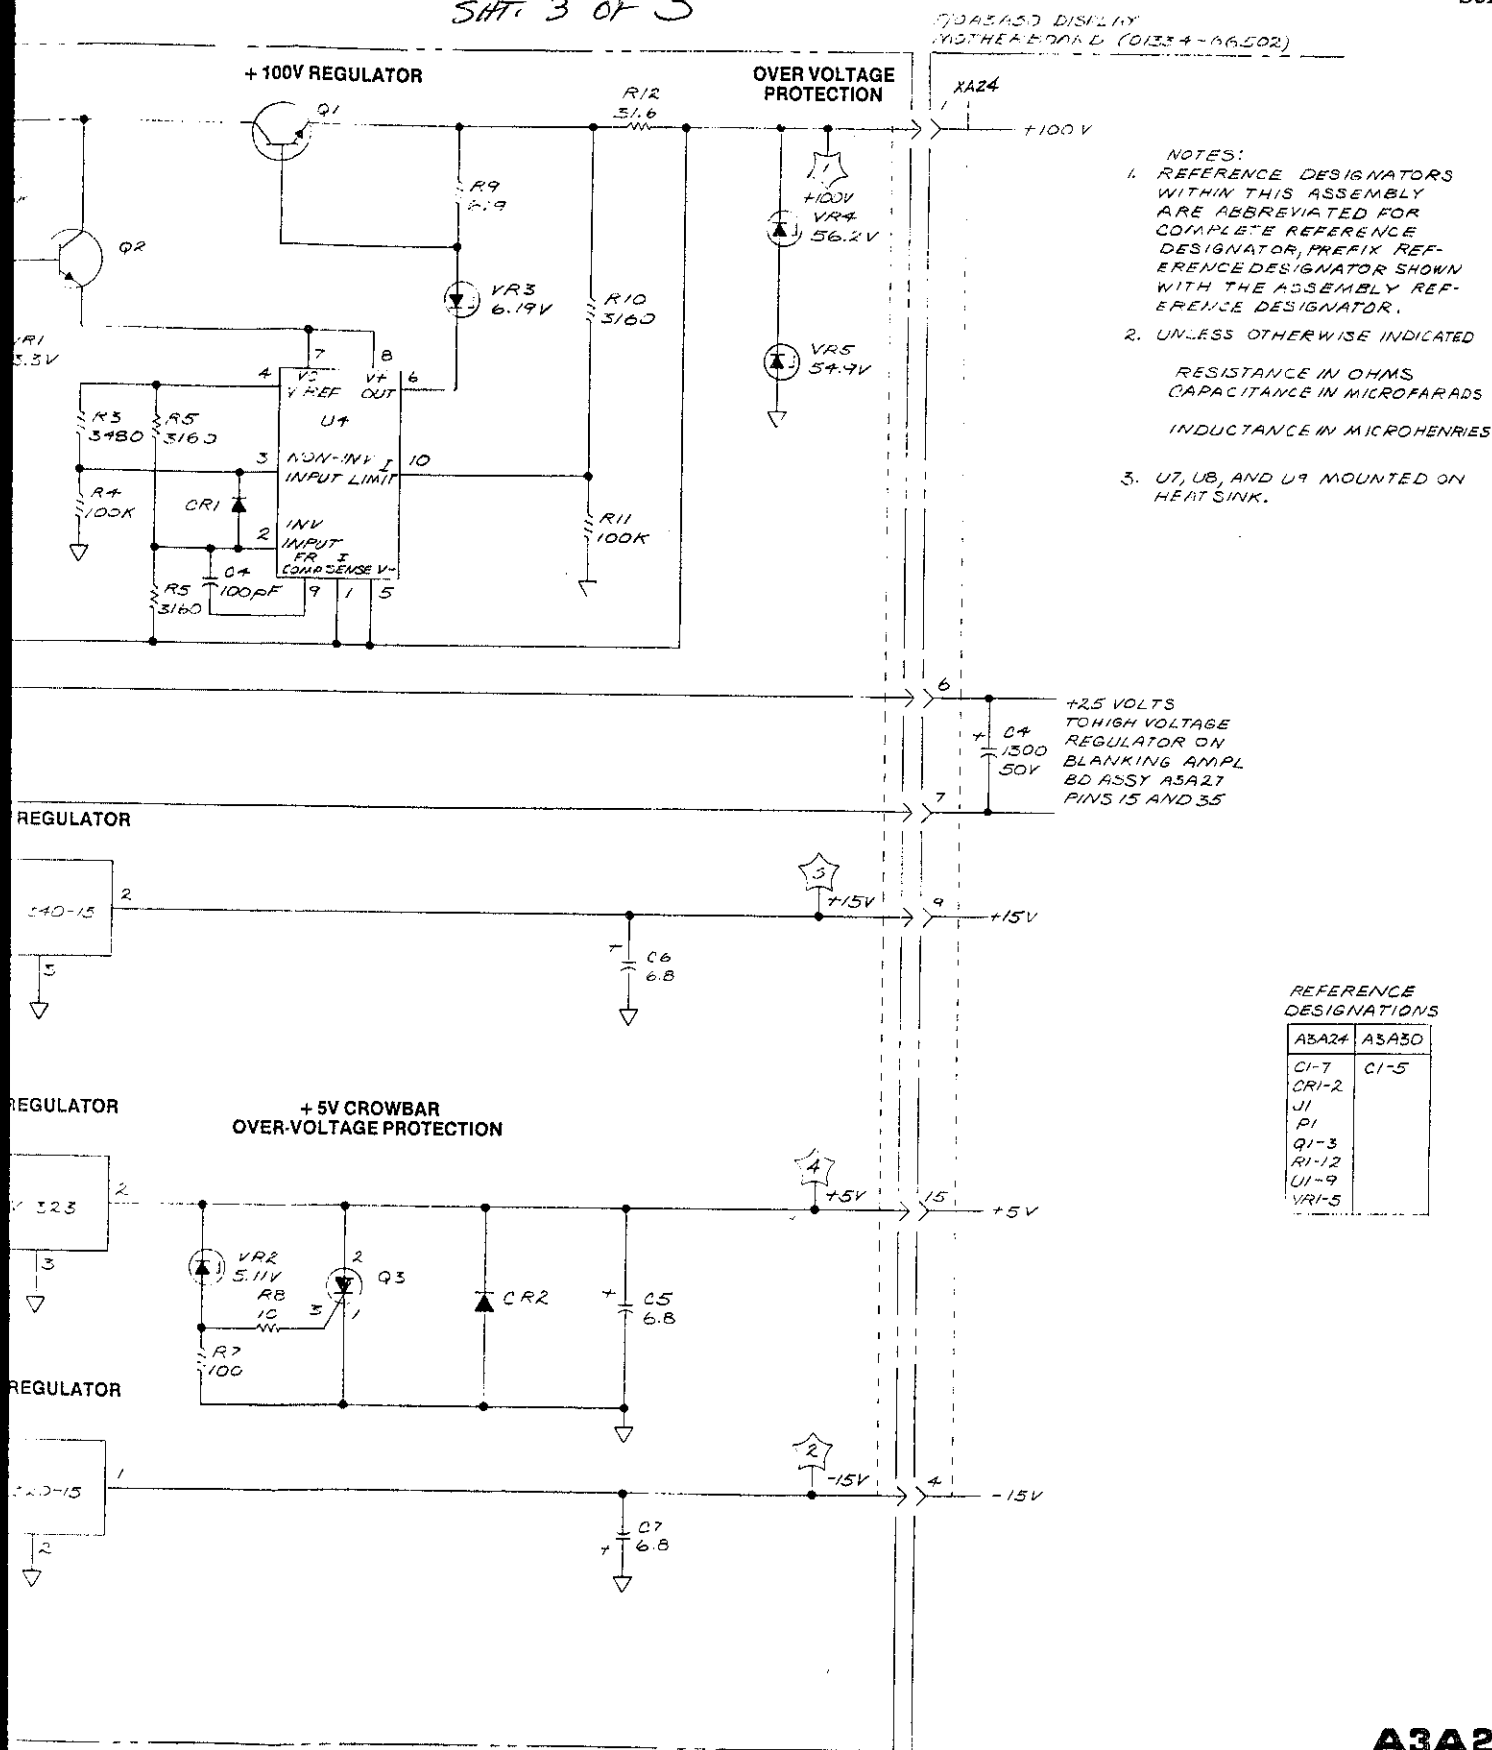 SHT. 3 OF 3
MOTHERBOARD (01334-66502)
+ 100V REGULATOR
OVER VOLTAGE
PROTECTION
XA24
Q1
R12
31.6
+100V
1
+100V
R9
VR4
56.2V
Q2
VR3
6.19V
R10
3160
VR5
54.9V
NOTES:
1. REFERENCE DESIGNATORS
WITHIN THIS ASSEMBLY
ARE ABBREVIATED FOR
COMPLETE REFERENCE
DESIGNATOR, PREFIX REF-
ERENCE DESIGNATOR SHOWN
WITH THE ASSEMBLY REF-
ERENCE DESIGNATOR.
2. UNLESS OTHERWISE INDICATED
RESISTANCE IN OHMS
CAPACITANCE IN MICROFARADS
INDUCTANCE IN MICROHENRIES
3. U7, U8, AND U9 MOUNTED ON
HEAT SINK.
3.3V
7
8
4
V+
6
V REF
OUT
U4
R3
3480
R5
3160
3
NON-INV
INPUT
I
LIMIT
10
R4
100K
CR1
2
INV
INPUT
FR
COMP
I
SENSE
V-
R11
100K
C4
100pF
R5
3160
9
1
5
6
+25 VOLTS
TO HIGH VOLTAGE
REGULATOR ON
BLANKING AMPL
BD ASSY A3A27
PINS 15 AND 35
+
C4
1300
50V
7
REGULATOR
340-15
2
3
3
+15V
9
+15V
+
C6
6.8
REFERENCE
DESIGNATIONS
A3A24 A3A30
C1-7 C1-5
CR1-2
J1
P1
Q1-3
R1-12
U1-9
VR1-5
REGULATOR
+ 5V CROWBAR
OVER-VOLTAGE PROTECTION
323
2
3
4
+5V
15
+5V
VR2
5.11V
R8
10
2
Q3
3
1
CR2
+
C5
6.8
R7
100
REGULATOR
320-15
1
2
2
-15V
4
-15V
+
C7
6.8
A3A2